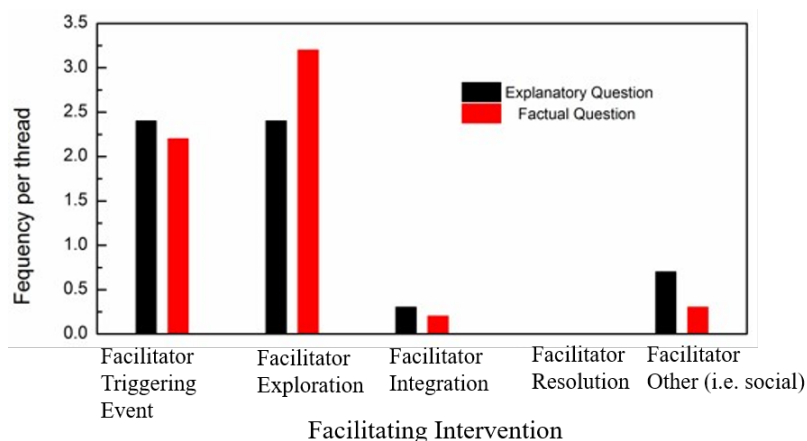 3.5
3.0
2.5
2.0
1.5
1.0
0.5
0.0
Fequency per thread
Explanatory Question
Factual Question
Facilitator
Triggering
Event
Facilitator
Exploration
Facilitator
Integration
Facilitator
Resolution
Facilitator
Other (i.e. social)
Facilitating Intervention